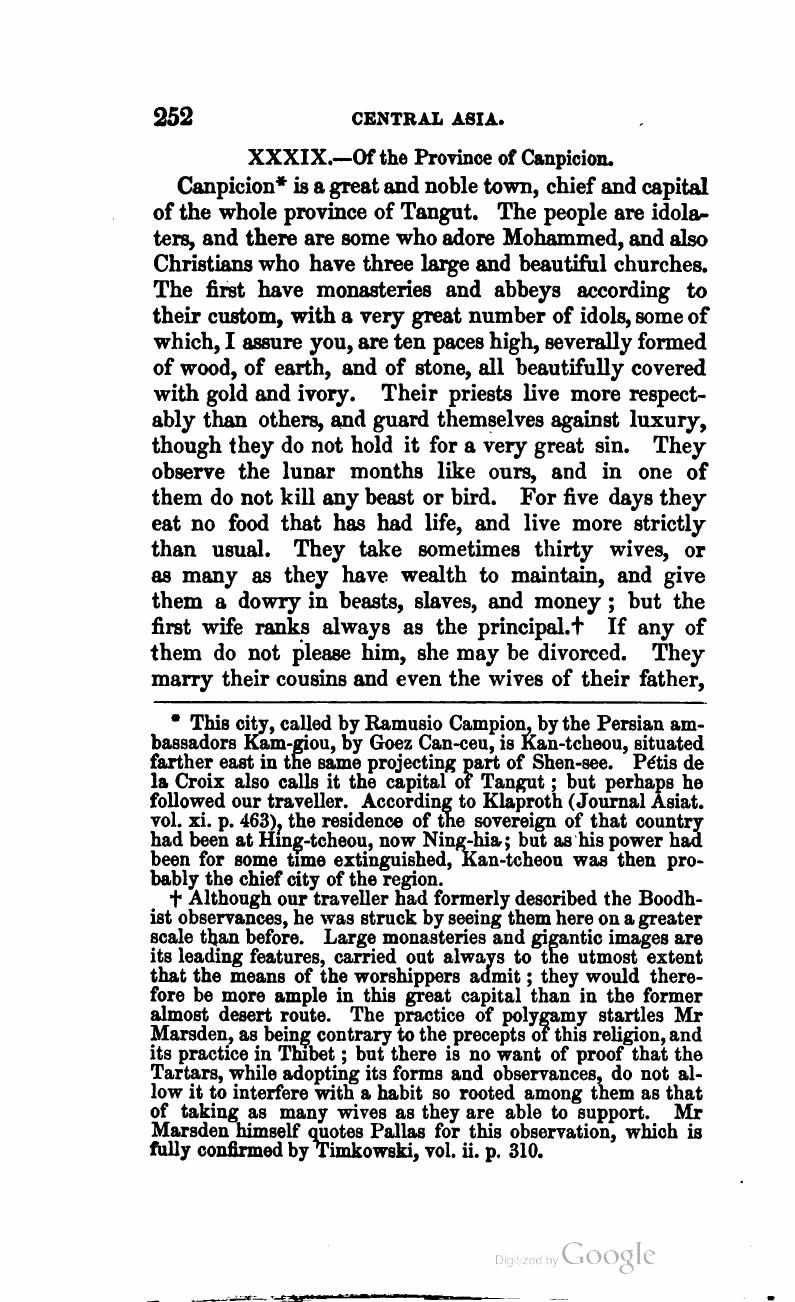 252 CENTRAL ASIA.
XXXIX.—Of the Province of Canpicion.
Canpicion* is a great and noble town, chief and capital
of the whole province of Tangut. The people are idola-
ters, and there are some who adore Mohammed, and also
Christians who have three large and beautiful churches.
The first have monasteries and abbeys according to
their custom, with a very great number of idols, some of
which, I assure you, are ten paces high, severally formed
of wood, of earth, and of stone, all beautifully covered
with gold and ivory. Their priests live more respect-
ably than others, and guard themselves against luxury,
though they do not hold it for a very great sin. They
observe the lunar months like ours, and in one of
them do not kill any beast or bird. For five days they
eat no food that has had life, and live more strictly
than usual. They take sometimes thirty wives, or
as many as they have wealth to maintain, and give
them a dowry in beasts, slaves, and money ; but the
first wife ranks always as the principal.† If any of
them do not please him, she may be divorced. They
marry their cousins and even the wives of their father,
* This city, called by Ramusio Campion, by the Persian am-
bassadors Kam-giou, by Goez Can-ceu, is Kan-tcheou, situated
farther east in the same projecting part of Shen-see. Pétis de
la Croix also calls it the capital of Tangut ; but perhaps he
followed our traveller. According to Klaproth (Journal Asiat.
vol. xi. p. 463), the residence of the sovereign of that country
had been at Hing-tcheou, now Ning-hia ; but as his power had
been for some time extinguished, Kan-tcheou was then pro-
bably the chief city of the region.
† Although our traveller had formerly described the Boodh-
ist observances, he was struck by seeing them here on a greater
scale than before. Large monasteries and gigantic images are
its leading features, carried out always to the utmost extent
that the means of the worshippers admit ; they would there-
fore be more ample in this great capital than in the former
almost desert route. The practice of polygamy startles Mr
Marsden, as being contrary to the precepts of this religion, and
its practice in Thibet ; but there is no want of proof that the
Tartars, while adopting its forms and observances, do not al-
low it to interfere with a habit so rooted among them as that
of taking as many wives as they are able to support. Mr
Marsden himself quotes Pallas for this observation, which is
fully confirmed by Timkowski, vol. ii. p. 310.
Digitized by Google